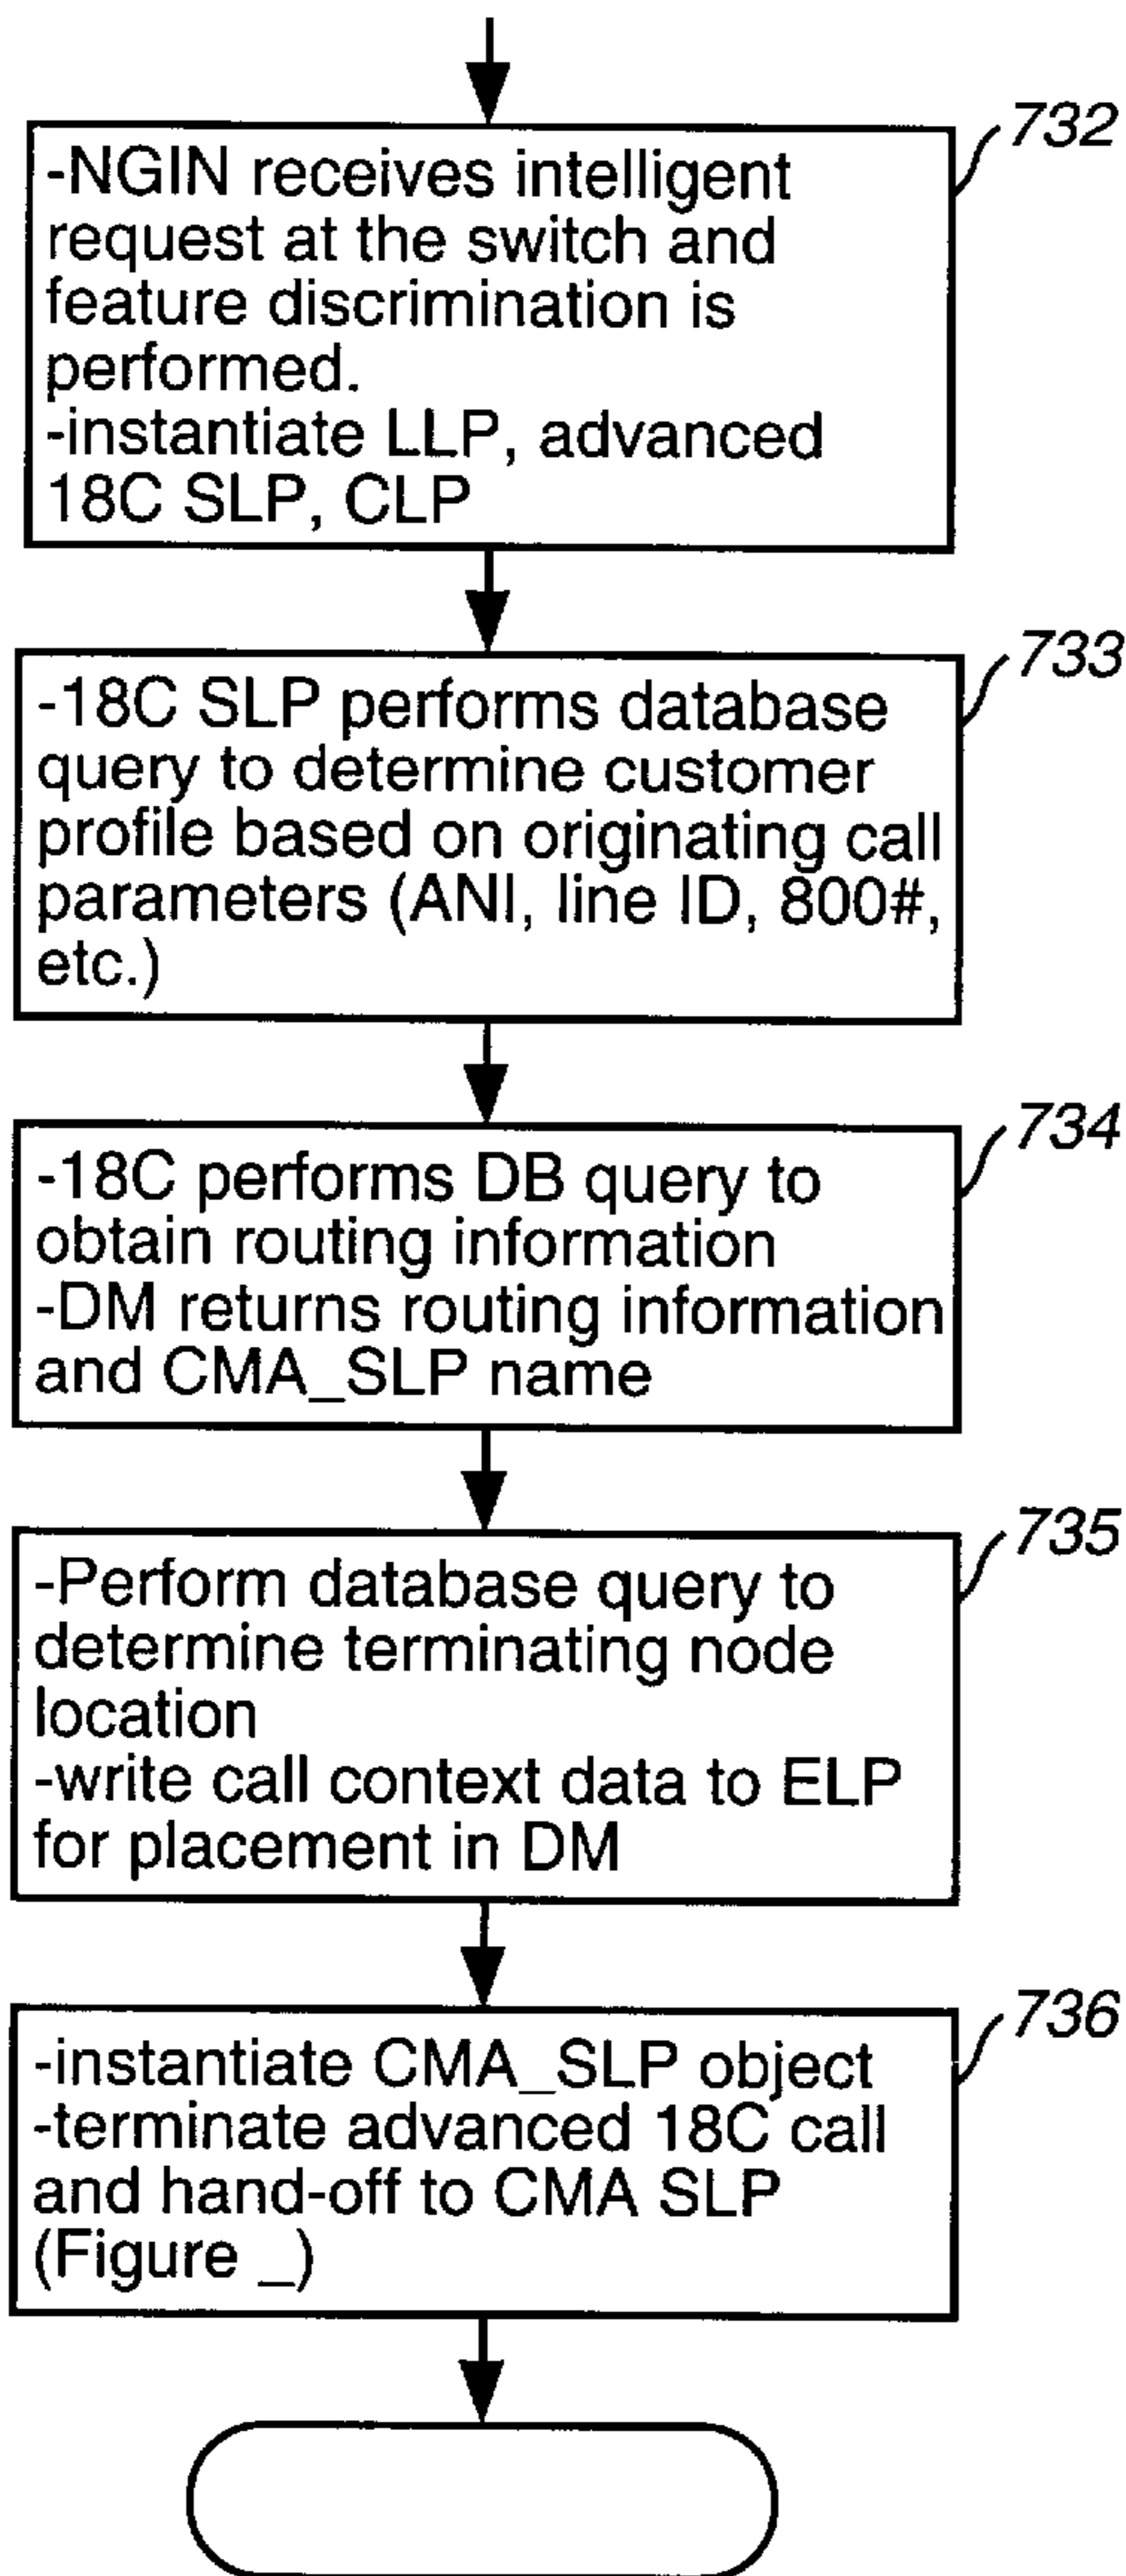 732
-NGIN receives intelligent
request at the switch and
feature discrimination is
performed.
-instantiate LLP, advanced
18C SLP, CLP
733
-18C SLP performs database
query to determine customer
profile based on originating call
parameters (ANI, line ID, 800#,
etc.)
734
-18C performs DB query to
obtain routing information
-DM returns routing information
and CMA_SLP name
735
-Perform database query to
determine terminating node
location
-write call context data to ELP
for placement in DM
736
-instantiate CMA_SLP object
-terminate advanced 18C call
and hand-off to CMA SLP
(Figure _)